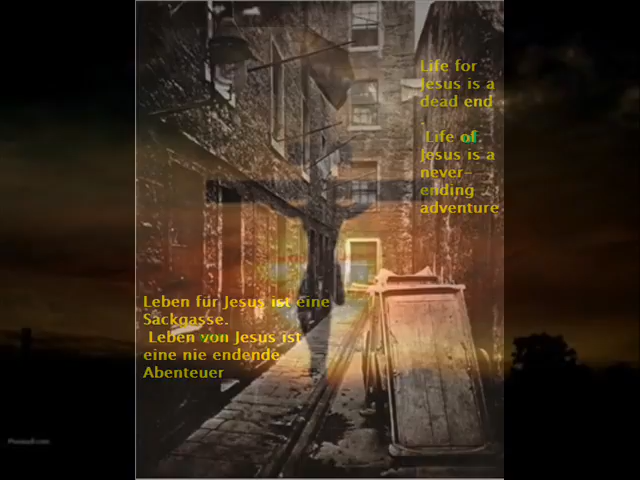 Life for
Jesus is a
dead end
.
Life of
Jesus is a
never-
ending
adventure
Leben für Jesus ist eine
Sackgasse.
Leben von Jesus ist
eine nie endende
Abenteuer